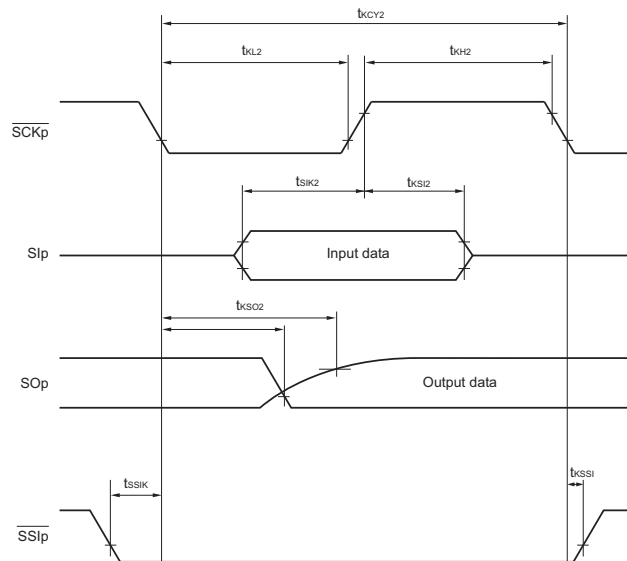 tKCY2
tKL2
tKH2
SCKp
tSIK2
tKSI2
SIp
Input data
tKSO2
SOp
Output data
tSSIK
tKSSI
SSIp